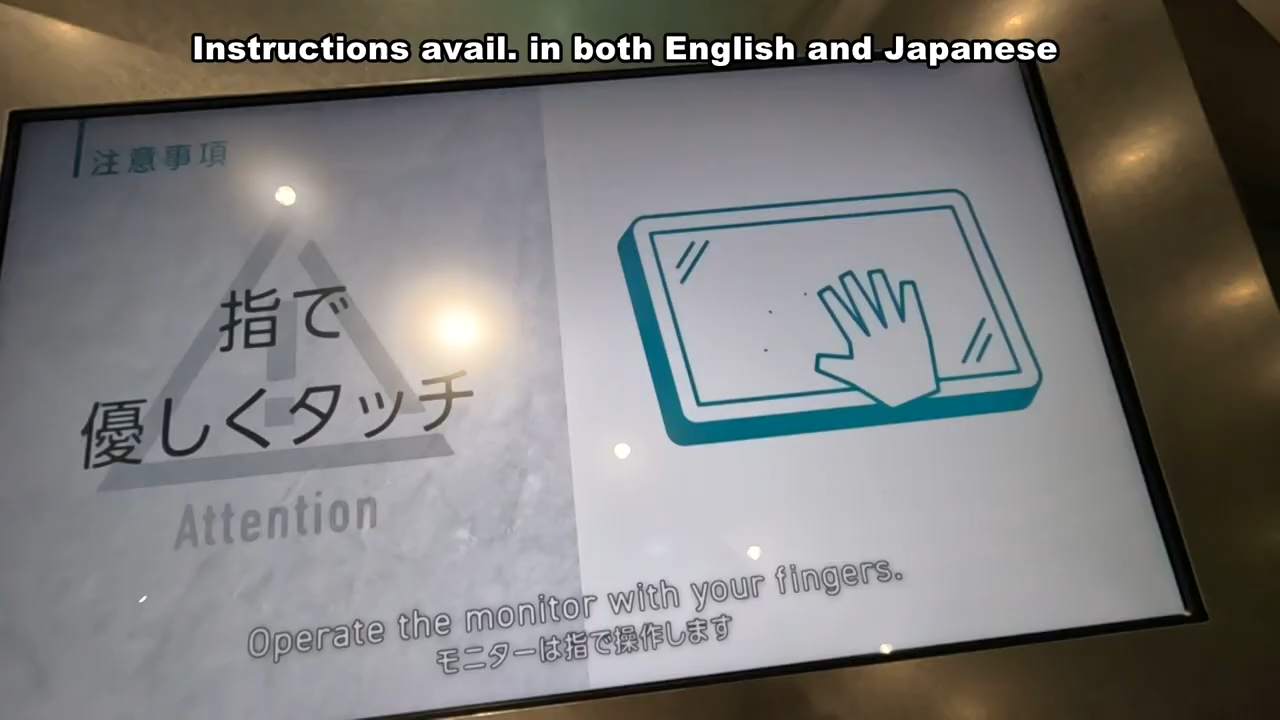 Instructions avail. in both English and Japanese
注意事項
指で
優しくタッチ
Attention
Operate the monitor with your fingers.
モニターは指で操作します